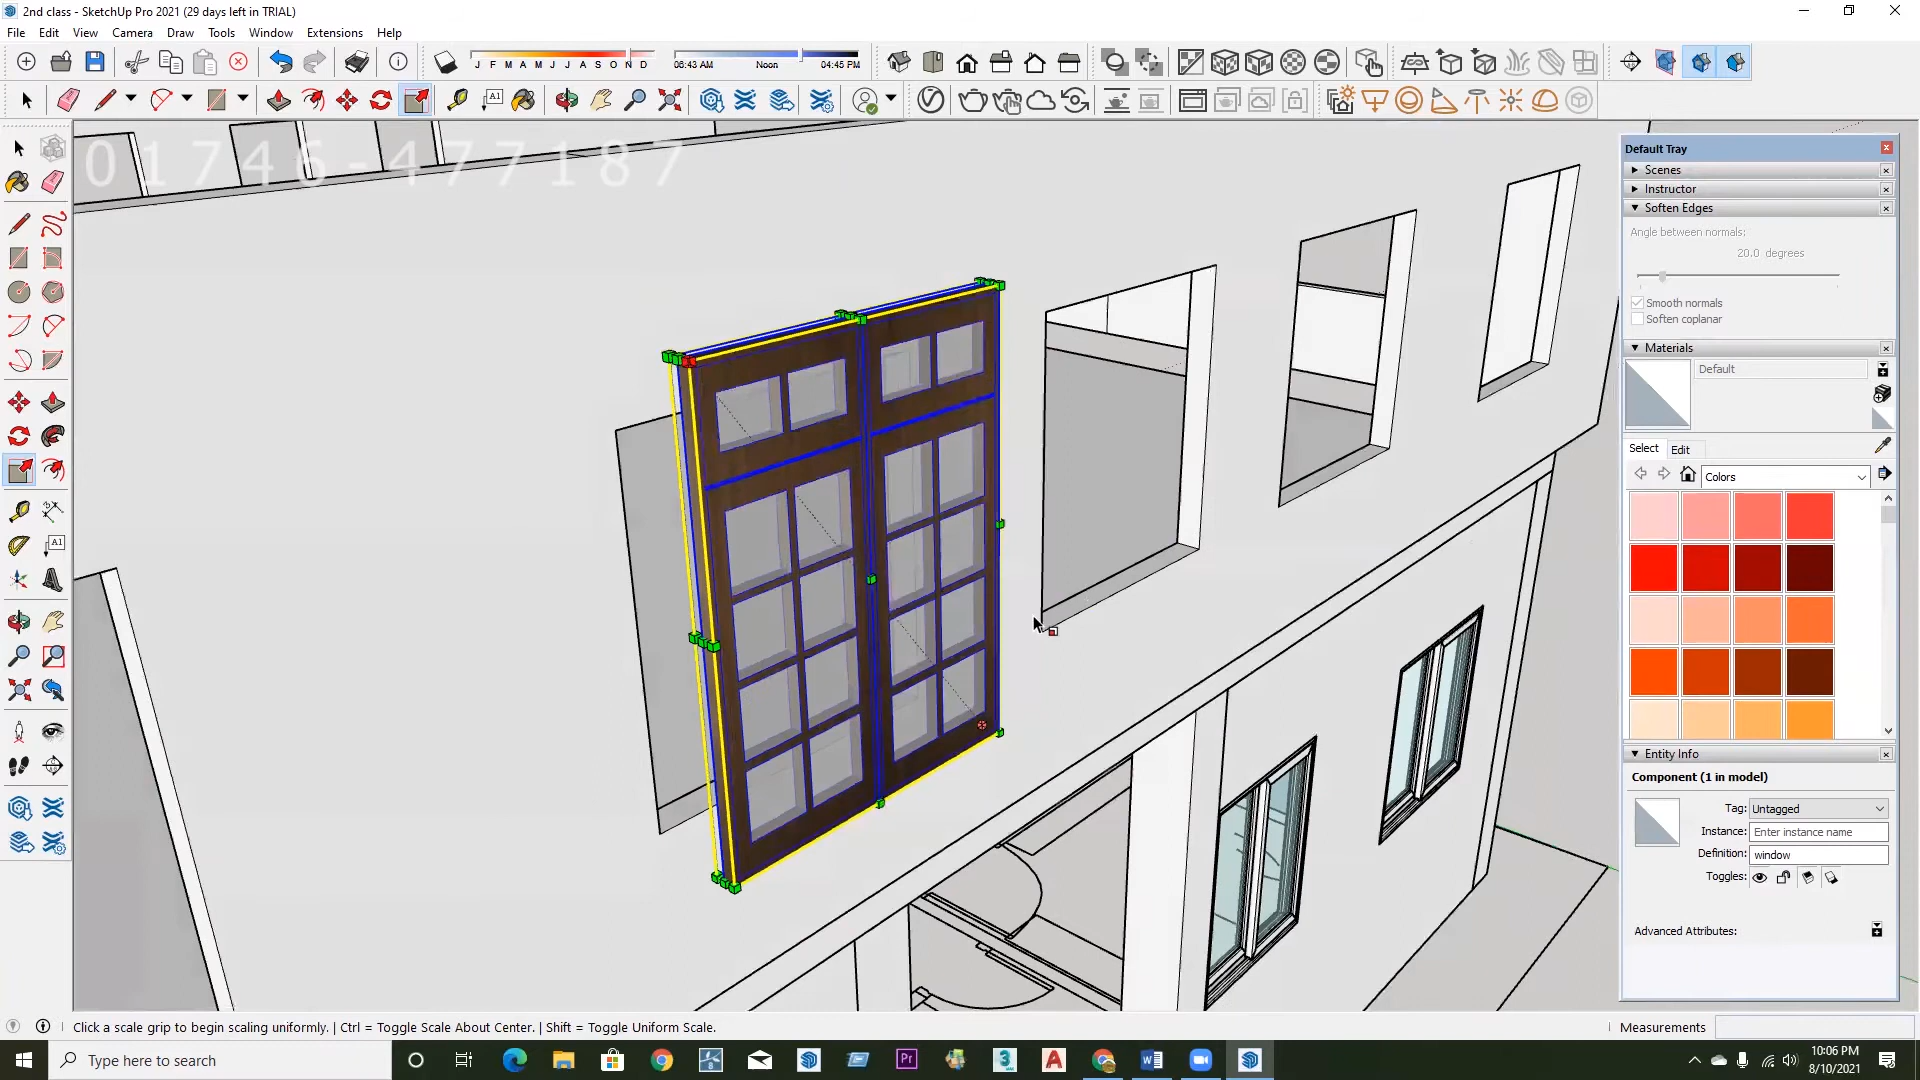 2nd class - SketchUp Pro 2021 (29 days left in TRIAL)
File Edit View Camera Draw Tools Window Extensions Help
J F M A M J J A S O N D
06:43 AM Noon 04:45 PM
A1
01746-477187
Default Tray
Scenes
Instructor
Soften Edges
Angle between normals:
20.0 degrees
Smooth normals
Soften coplanar
Materials
Default
Select Edit
Colors
A1
Entity Info
Component (1 in model)
Tag: Untagged
Instance: Enter instance name
Definition: window
Toggles:
Advanced Attributes:
Click a scale grip to begin scaling uniformly. | Ctrl = Toggle Scale About Center. | Shift = Toggle Uniform Scale.
Measurements
Type here to search
Pr
3
A
10:06 PM
8/10/2021